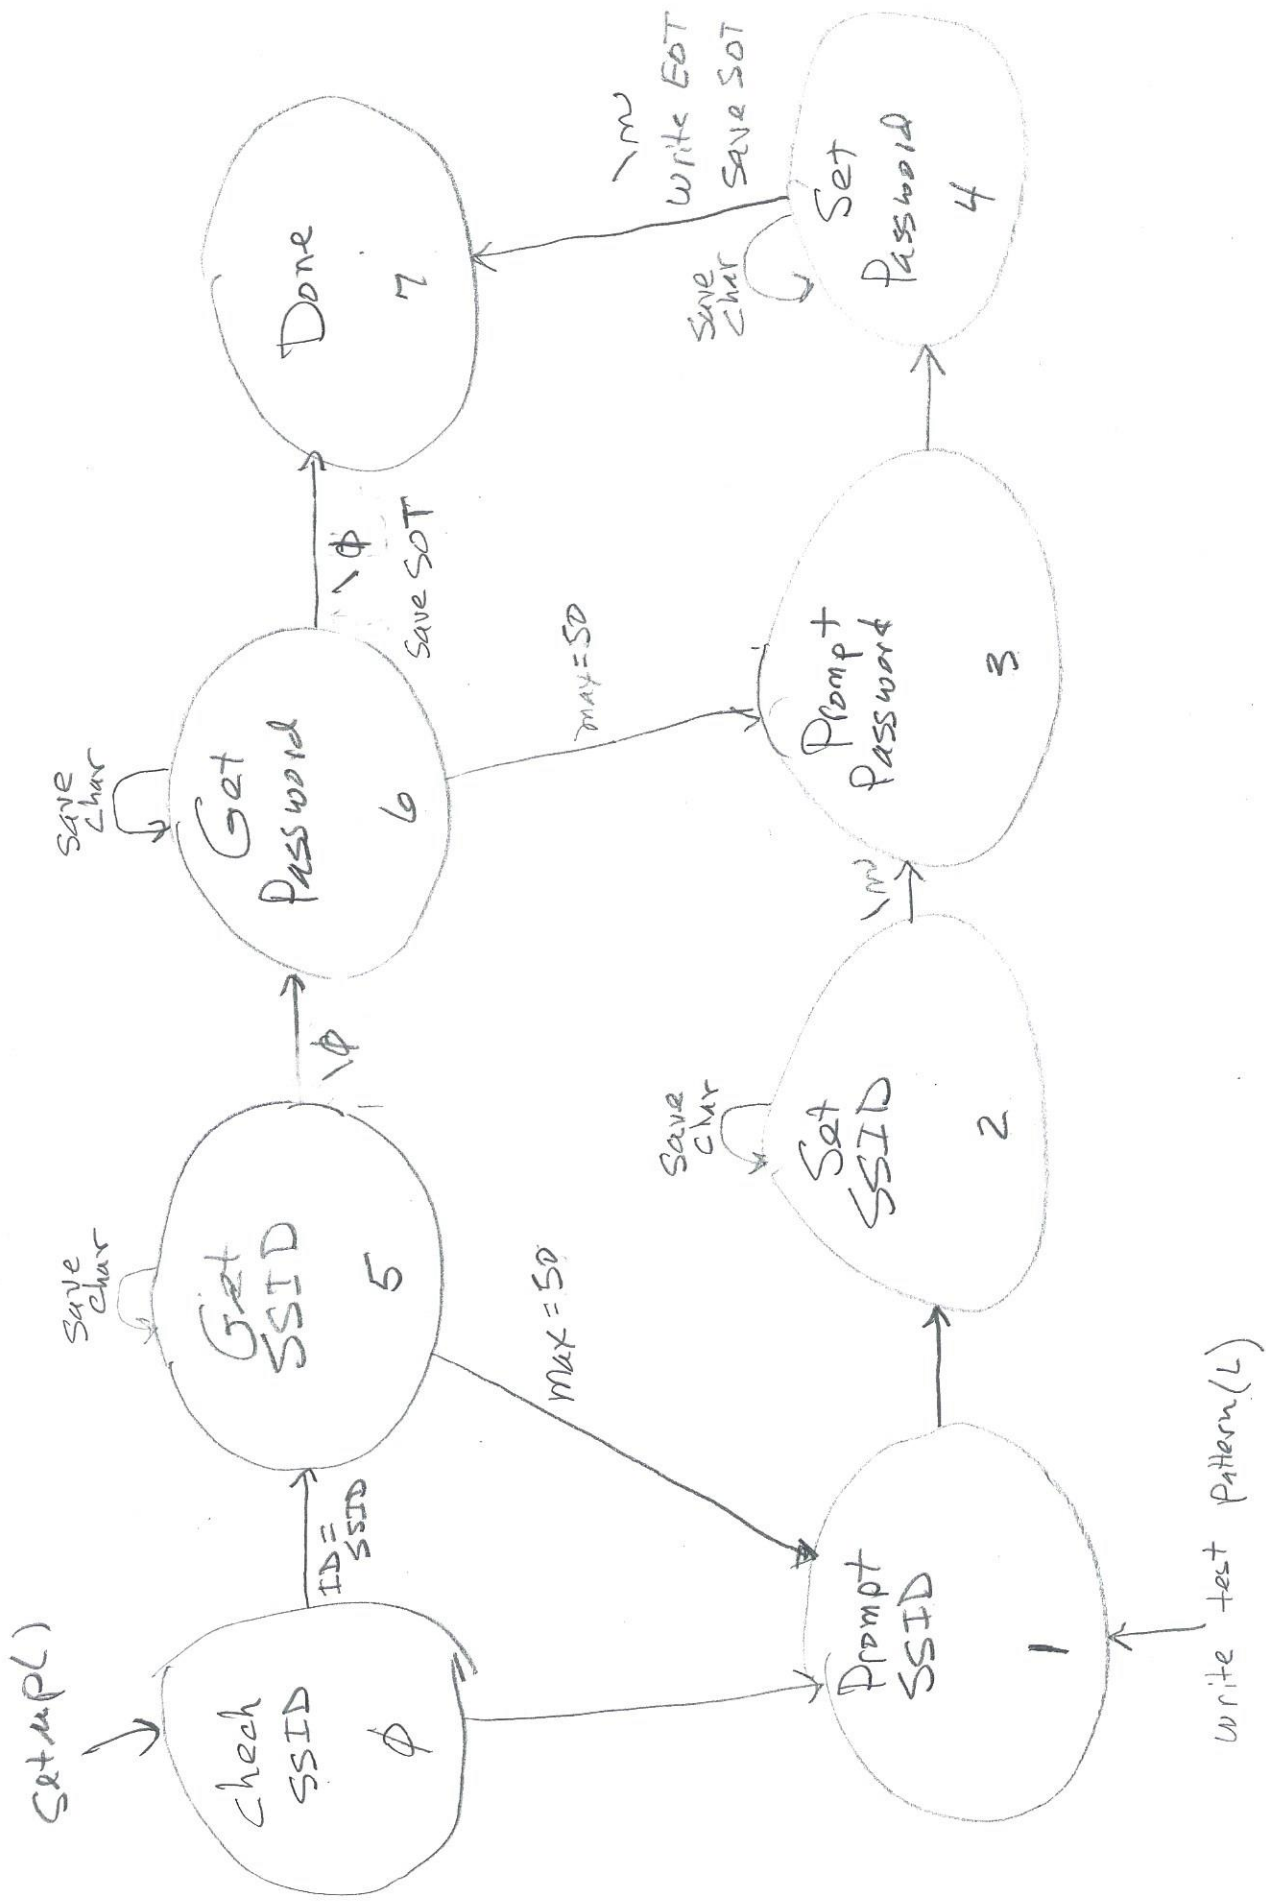 Setup()
Check
SSID
φ
ID=
SSID
Save
Char
Get
SSID
5
\φ
Save
Char
Get
Password
6
\φ
Save SOT
Done
7
max=50
max=50
Prompt
SSID
1
write test pattern()
Save
Char
Set
SSID
2
\n
Prompt
Password
3
Save
Char
Set
Password
4
\n
Write EOT
Save SOT